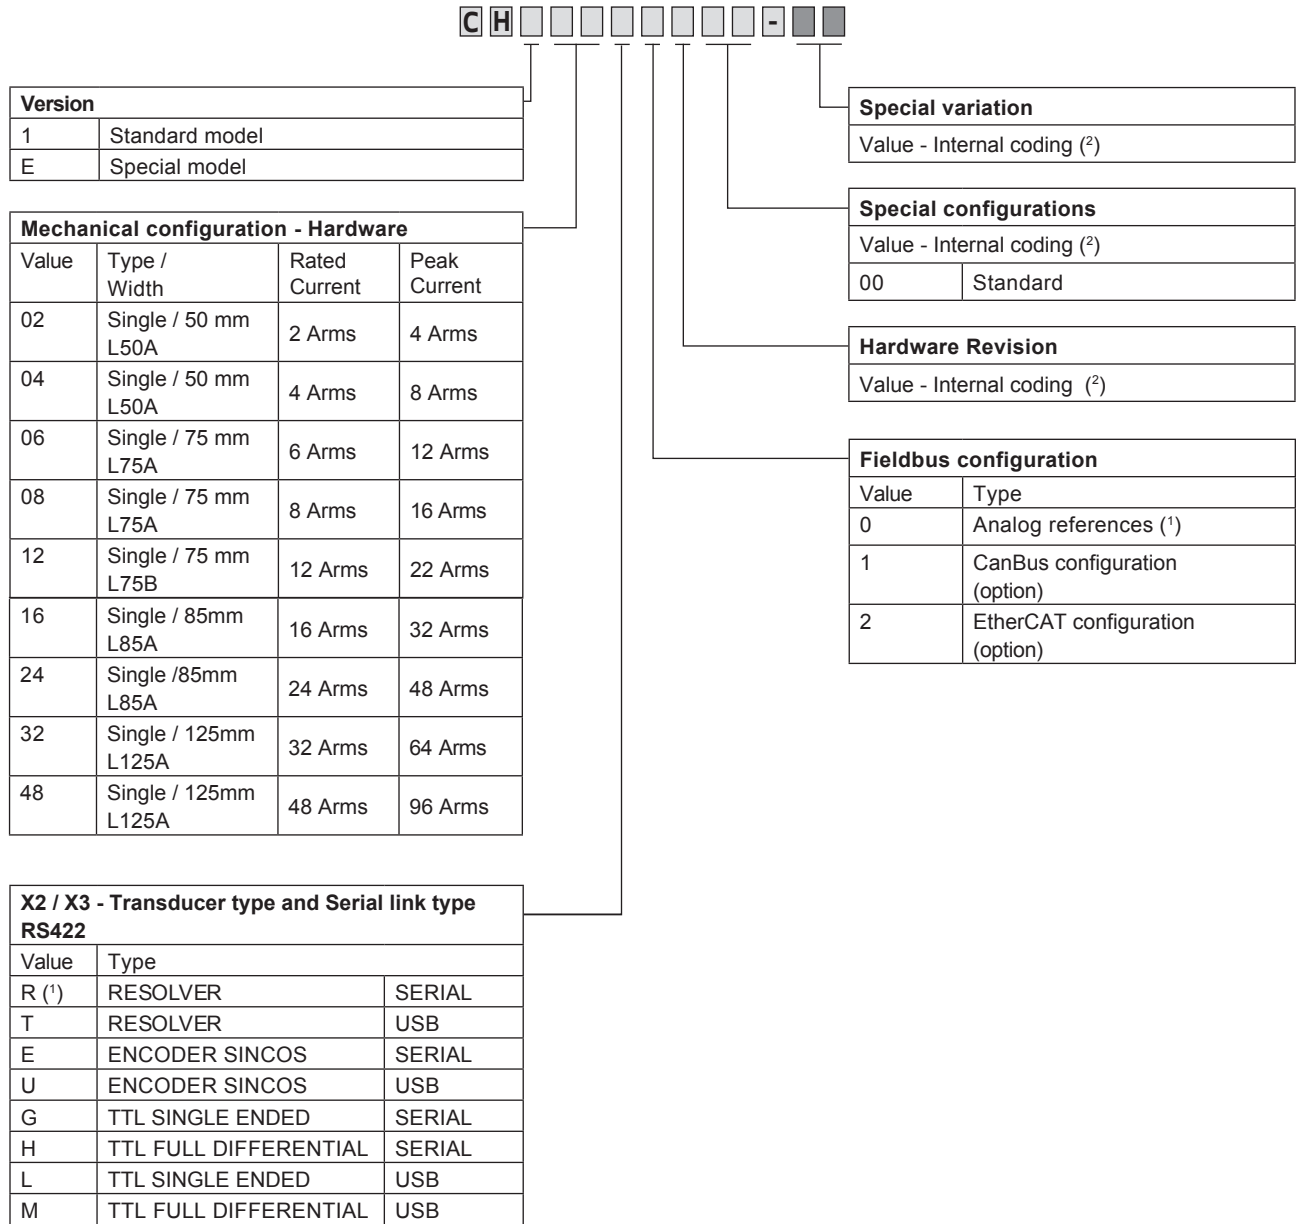 CH -
Version
1 Standard model
E Special model
Mechanical configuration - Hardware
Value Type / Width Rated Current Peak Current
02 Single / 50 mm L50A 2 Arms 4 Arms
04 Single / 50 mm L50A 4 Arms 8 Arms
06 Single / 75 mm L75A 6 Arms 12 Arms
08 Single / 75 mm L75A 8 Arms 16 Arms
12 Single / 75 mm L75B 12 Arms 22 Arms
16 Single / 85mm L85A 16 Arms 32 Arms
24 Single /85mm L85A 24 Arms 48 Arms
32 Single / 125mm L125A 32 Arms 64 Arms
48 Single / 125mm L125A 48 Arms 96 Arms
X2 / X3 - Transducer type and Serial link type
RS422
Value Type
R (¹) RESOLVER SERIAL
T RESOLVER USB
E ENCODER SINCOS SERIAL
U ENCODER SINCOS USB
G TTL SINGLE ENDED SERIAL
H TTL FULL DIFFERENTIAL SERIAL
L TTL SINGLE ENDED USB
M TTL FULL DIFFERENTIAL USB
Special variation
Value - Internal coding (²)
Special configurations
Value - Internal coding (²)
00 Standard
Hardware Revision
Value - Internal coding (²)
Fieldbus configuration
Value Type
0 Analog references (¹)
1 CanBus configuration
(option)
2 EtherCAT configuration
(option)